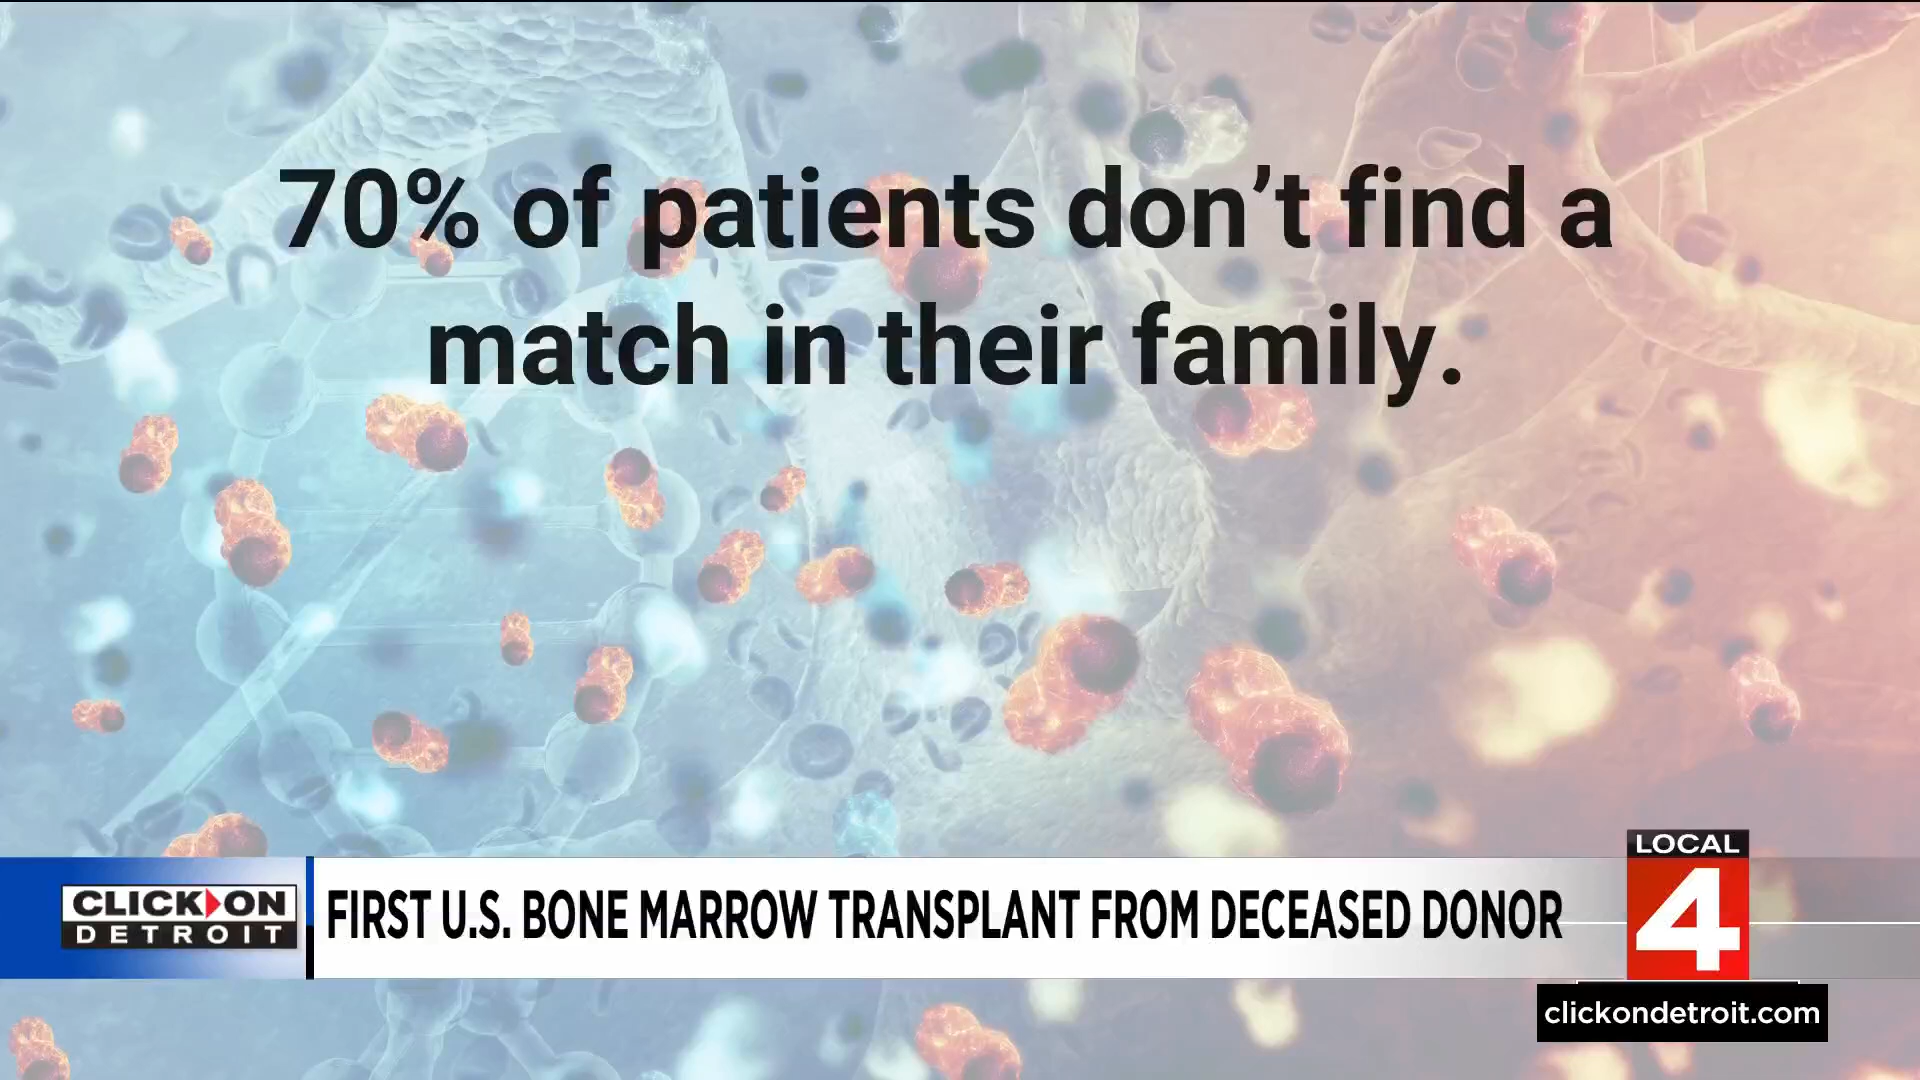 70% of patients don’t find a
match in their family.
LOCAL
4
CLICK ON
DETROIT
FIRST U.S. BONE MARROW TRANSPLANT FROM DECEASED DONOR
clickondetroit.com